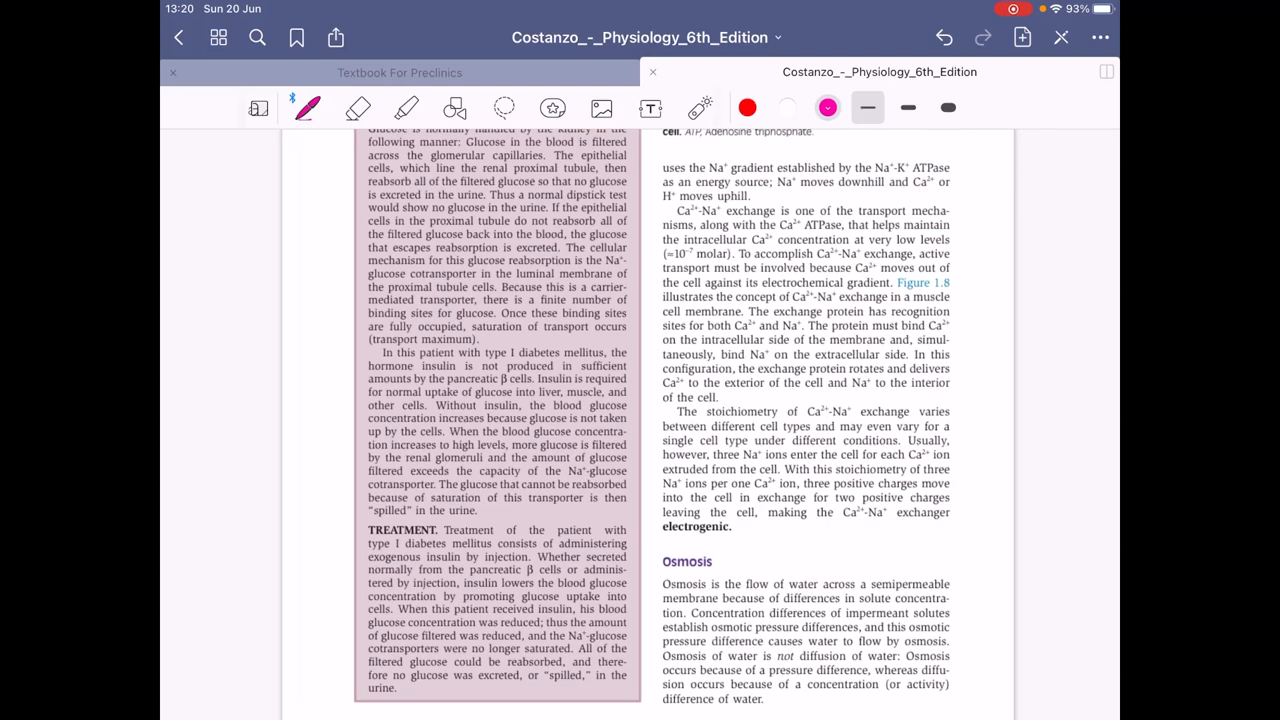 13:20 Sun 20 Jun
93%
Costanzo_-_Physiology_6th_Edition
Textbook For Preclinics
Costanzo_-_Physiology_6th_Edition
Glucose is normally handled by the kidney in the
following manner: Glucose in the blood is filtered
across the glomerular capillaries. The epithelial
cells, which line the renal proximal tubule, then
reabsorb all of the filtered glucose so that no glucose
is excreted in the urine. Thus a normal dipstick test
would show no glucose in the urine. If the epithelial
cells in the proximal tubule do not reabsorb all of
the filtered glucose back into the blood, the glucose
that escapes reabsorption is excreted. The cellular
mechanism for this glucose reabsorption is the Na⁺-
glucose cotransporter in the luminal membrane of
the proximal tubule cells. Because this is a carrier-
mediated transporter, there is a finite number of
binding sites for glucose. Once these binding sites
are fully occupied, saturation of transport occurs
(transport maximum).
In this patient with type I diabetes mellitus, the
hormone insulin is not produced in sufficient
amounts by the pancreatic β cells. Insulin is required
for normal uptake of glucose into liver, muscle, and
other cells. Without insulin, the blood glucose
concentration increases because glucose is not taken
up by the cells. When the blood glucose concentra-
tion increases to high levels, more glucose is filtered
by the renal glomeruli and the amount of glucose
filtered exceeds the capacity of the Na⁺-glucose
cotransporter. The glucose that cannot be reabsorbed
because of saturation of this transporter is then
“spilled” in the urine.
TREATMENT. Treatment of the patient with
type I diabetes mellitus consists of administering
exogenous insulin by injection. Whether secreted
normally from the pancreatic β cells or adminis-
tered by injection, insulin lowers the blood glucose
concentration by promoting glucose uptake into
cells. When this patient received insulin, his blood
glucose concentration was reduced; thus the amount
of glucose filtered was reduced, and the Na⁺-glucose
cotransporters were no longer saturated. All of the
filtered glucose could be reabsorbed, and there-
fore no glucose was excreted, or “spilled,” in the
urine.
cell. ATP, Adenosine triphosphate.
uses the Na⁺ gradient established by the Na⁺-K⁺ ATPase
as an energy source; Na⁺ moves downhill and Ca²⁺ or
H⁺ moves uphill.
Ca²⁺-Na⁺ exchange is one of the transport mecha-
nisms, along with the Ca²⁺ ATPase, that helps maintain
the intracellular Ca²⁺ concentration at very low levels
(≈10⁻⁷ molar). To accomplish Ca²⁺-Na⁺ exchange, active
transport must be involved because Ca²⁺ moves out of
the cell against its electrochemical gradient. Figure 1.8
illustrates the concept of Ca²⁺-Na⁺ exchange in a muscle
cell membrane. The exchange protein has recognition
sites for both Ca²⁺ and Na⁺. The protein must bind Ca²⁺
on the intracellular side of the membrane and, simul-
taneously, bind Na⁺ on the extracellular side. In this
configuration, the exchange protein rotates and delivers
Ca²⁺ to the exterior of the cell and Na⁺ to the interior
of the cell.
The stoichiometry of Ca²⁺-Na⁺ exchange varies
between different cell types and may even vary for a
single cell type under different conditions. Usually,
however, three Na⁺ ions enter the cell for each Ca²⁺ ion
extruded from the cell. With this stoichiometry of three
Na⁺ ions per one Ca²⁺ ion, three positive charges move
into the cell in exchange for two positive charges
leaving the cell, making the Ca²⁺-Na⁺ exchanger
electrogenic.
Osmosis
Osmosis is the flow of water across a semipermeable
membrane because of differences in solute concentra-
tion. Concentration differences of impermeant solutes
establish osmotic pressure differences, and this osmotic
pressure difference causes water to flow by osmosis.
Osmosis of water is not diffusion of water: Osmosis
occurs because of a pressure difference, whereas diffu-
sion occurs because of a concentration (or activity)
difference of water.